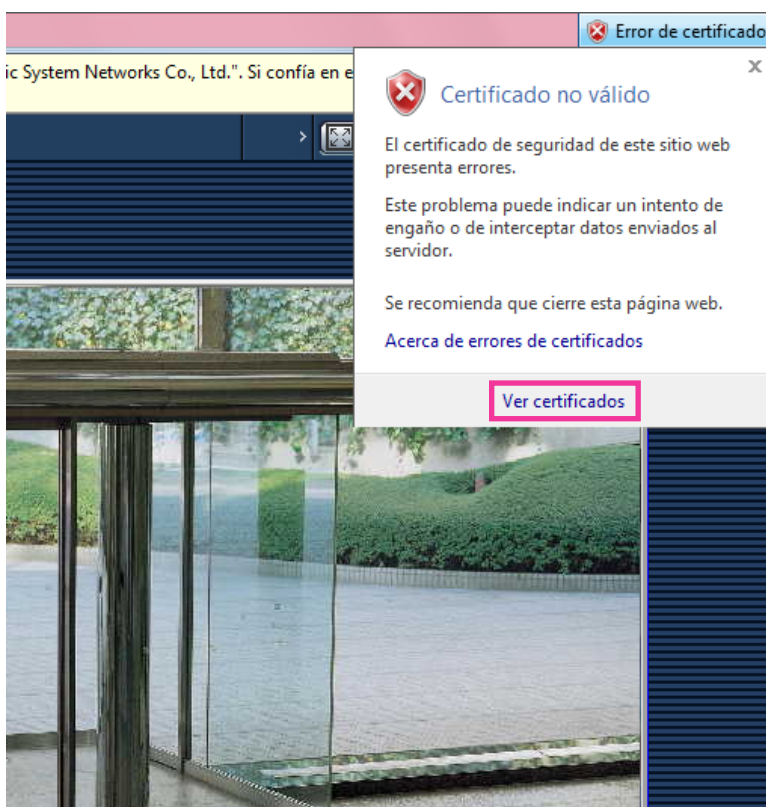 Error de certificado
ic System Networks Co., Ltd.". Si confía en e
x
Certificado no válido
El certificado de seguridad de este sitio web
presenta errores.
Este problema puede indicar un intento de
engaño o de interceptar datos enviados al
servidor.
Se recomienda que cierre esta página web.
Acerca de errores de certificados
Ver certificados